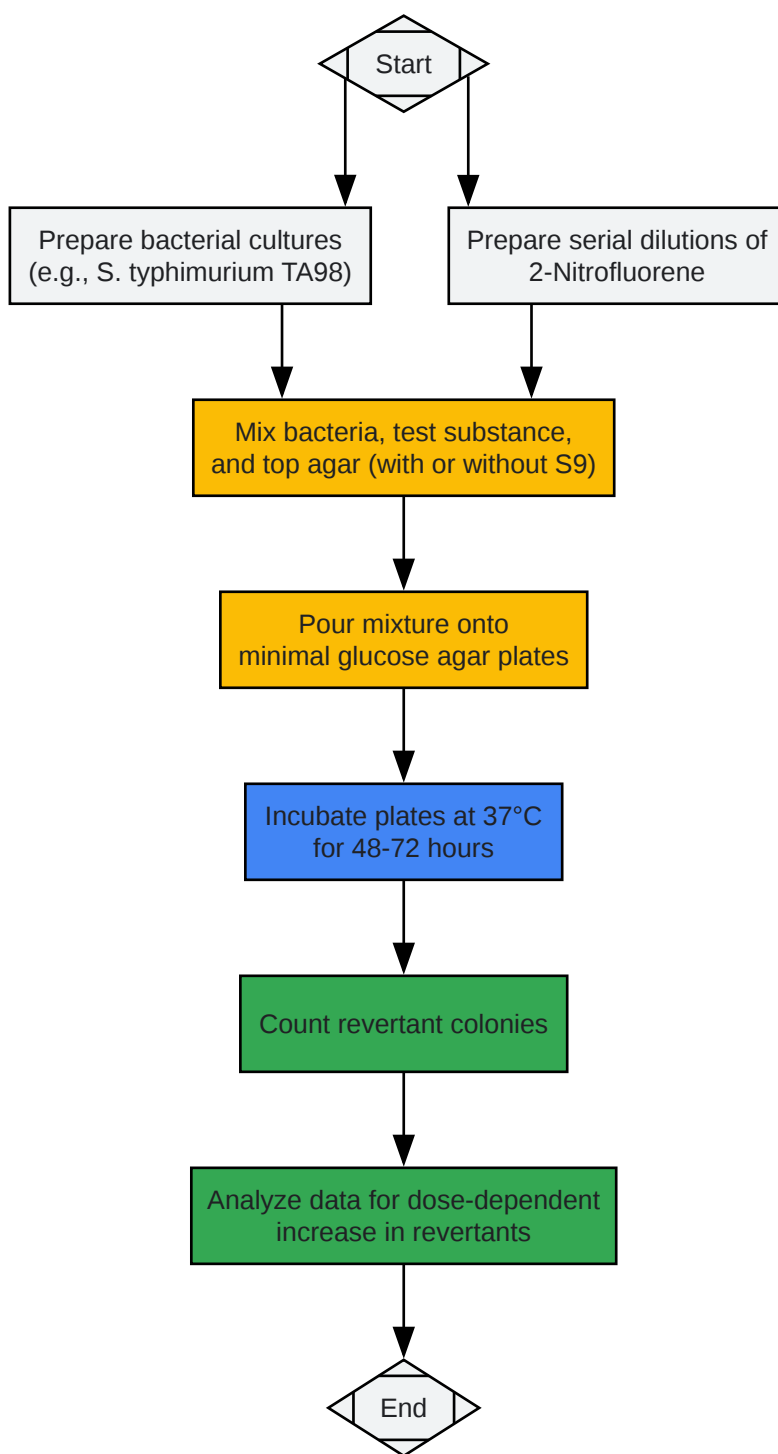 Start
Prepare bacterial cultures
(e.g., S. typhimurium TA98)
Prepare serial dilutions of
2-Nitrofluorene
Mix bacteria, test substance,
and top agar (with or without S9)
Pour mixture onto
minimal glucose agar plates
Incubate plates at 37°C
for 48-72 hours
Count revertant colonies
Analyze data for dose-dependent
increase in revertants
End